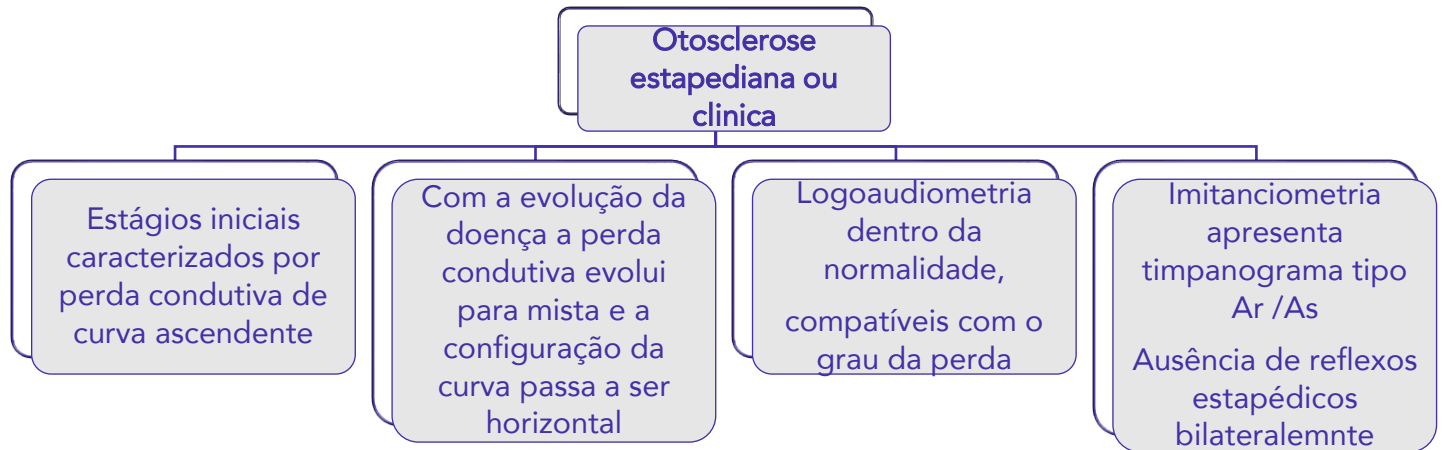 Otosclerose
estapediana ou
clinica
Estágios iniciais
caracterizados por
perda condutiva de
curva ascendente
Com a evolução da
doença a perda
condutiva evolui
para mista e a
configuração da
curva passa a ser
horizontal
Logoaudiometria
dentro da
normalidade,
compatíveis com o
grau da perda
Imitanciometria
apresenta
timpanograma tipo
Ar /As
Ausência de reflexos
estapédicos
bilateralemnte